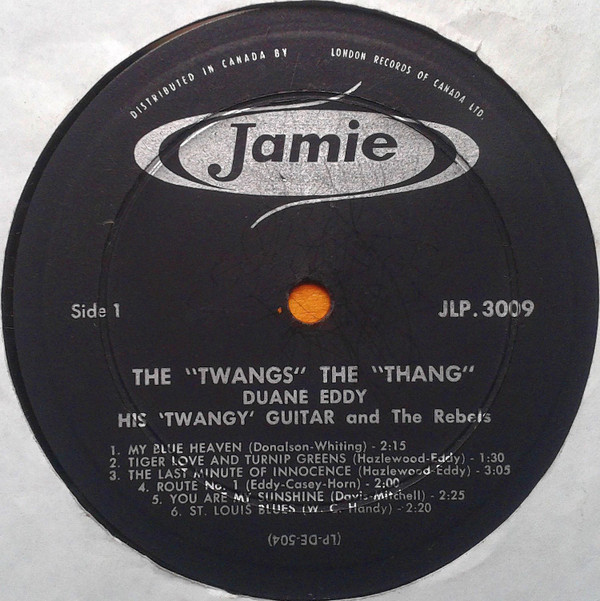 DISTRIBUTED IN CANADA BY LONDON RECORDS OF CANADA LTD.
Jamie
Side 1
JLP. 3009
THE "TWANGS" THE "THANG"
DUANE EDDY
HIS 'TWANGY' GUITAR and The Rebels
1. MY BLUE HEAVEN (Donalson-Whiting) - 2:15
2. TIGER LOVE AND TURNIP GREENS (Hazlewood-Eddy) - 1:30
3. THE LAST MINUTE OF INNOCENCE (Hazlewood-Eddy) - 3:05
4. ROUTE No. 1 (Eddy-Casey-Horn) - 2:00
5. YOU ARE MY SUNSHINE (Davis-Mitchell) - 2:25
6. ST. LOUIS BLUES (W. C. Handy) - 2:20
(LP-DE-504)